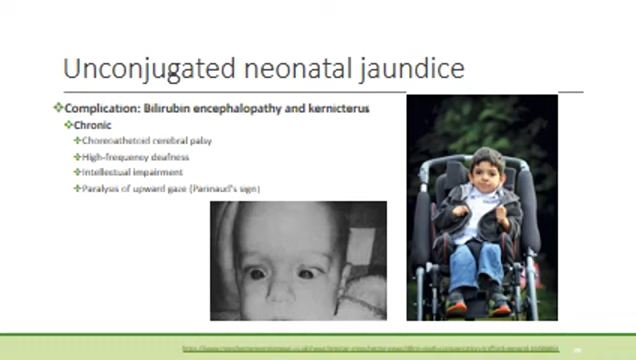 Unconjugated neonatal jaundice
Complication: Bilirubin encephalopathy and kernicterus
Chronic
Choreoathetoid cerebral palsy
High-frequency deafness
Intellectual impairment
Paralysis of upward gaze (Parinaud's sign)